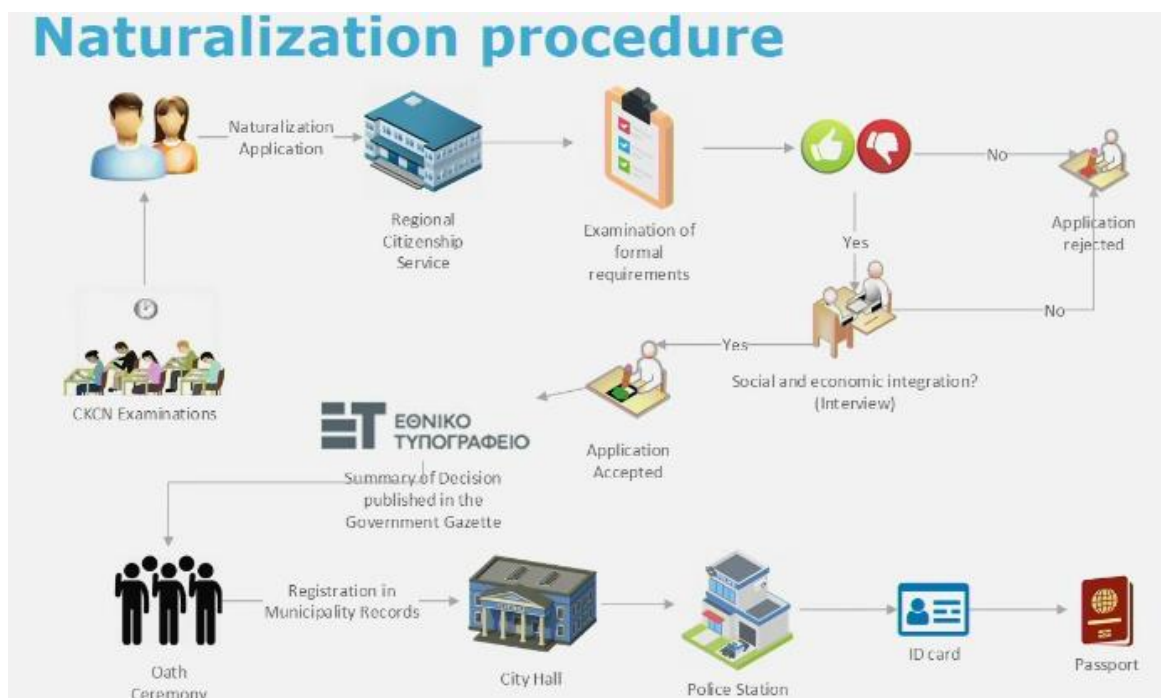 Naturalization procedure
Naturalization
Application
Regional
Citizenship
Service
Examination of
formal
requirements
No
Application
rejected
Yes
No
Social and economic integration?
(Interview)
Yes
Application
Accepted
CKCN Examinations
ΕΤ ΕΘΝΙΚΟ
ΤΥΠΟΓΡΑΦΕΙΟ
Summary of Decision
published in the
Government Gazette
Oath
Ceremony
Registration in
Municipality Records
City Hall
Police Station
ID card
Passport